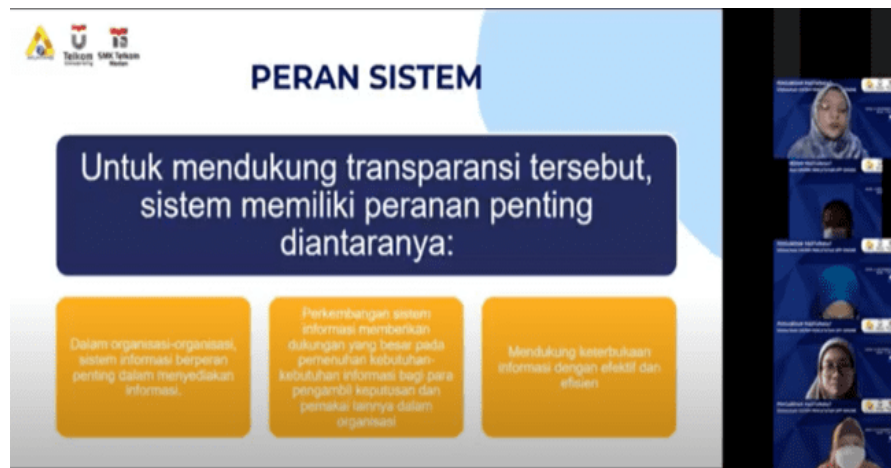 Telkom
University
SMK Telkom
Medan
PERAN SISTEM
Untuk mendukung transparansi tersebut,
sistem memiliki peranan penting
diantaranya:
Dalam organisasi-organisasi,
sistem informasi berperan
penting dalam menyediakan
informasi.
Perkembangan sistem
informasi memberikan
dukungan yang besar pada
pemenuhan kebutuhan-
kebutuhan informasi bagi para
pengambil keputusan dan
pemakai lainnya dalam
organisasi
Mendukung keterbukaan
informasi dengan efektif dan
efisien